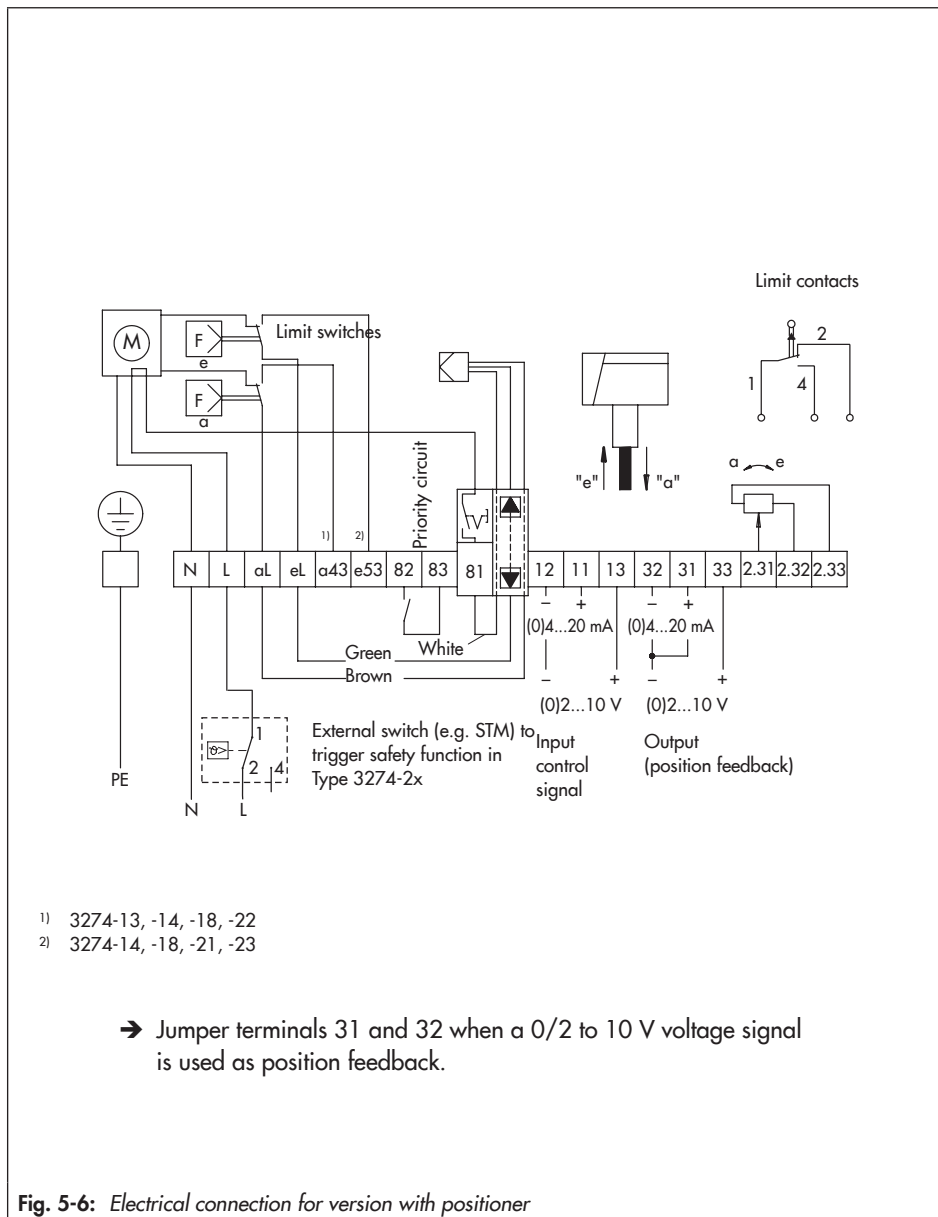 Limit contacts
2
1
4
M
F
e
Limit switches
F
a
"e"
"a"
a
e
Priority circuit
1)
2)
N
L
aL
eL
a43
e53
82
83
81
12
11
13
32
31
33
2.31
2.32
2.33
–
+
–
+
(0)4...20 mA
(0)4...20 mA
White
Green
Brown
–
+
–
+
(0)2...10 V
(0)2...10 V
PE
N
L
ϑ>
1
2
4
External switch (e.g. STM) to
trigger safety function in
Type 3274-2x
Input
control
signal
Output
(position feedback)
1) 3274-13, -14, -18, -22
2) 3274-14, -18, -21, -23
➔ Jumper terminals 31 and 32 when a 0/2 to 10 V voltage signal
is used as position feedback.
Fig. 5-6: Electrical connection for version with positioner